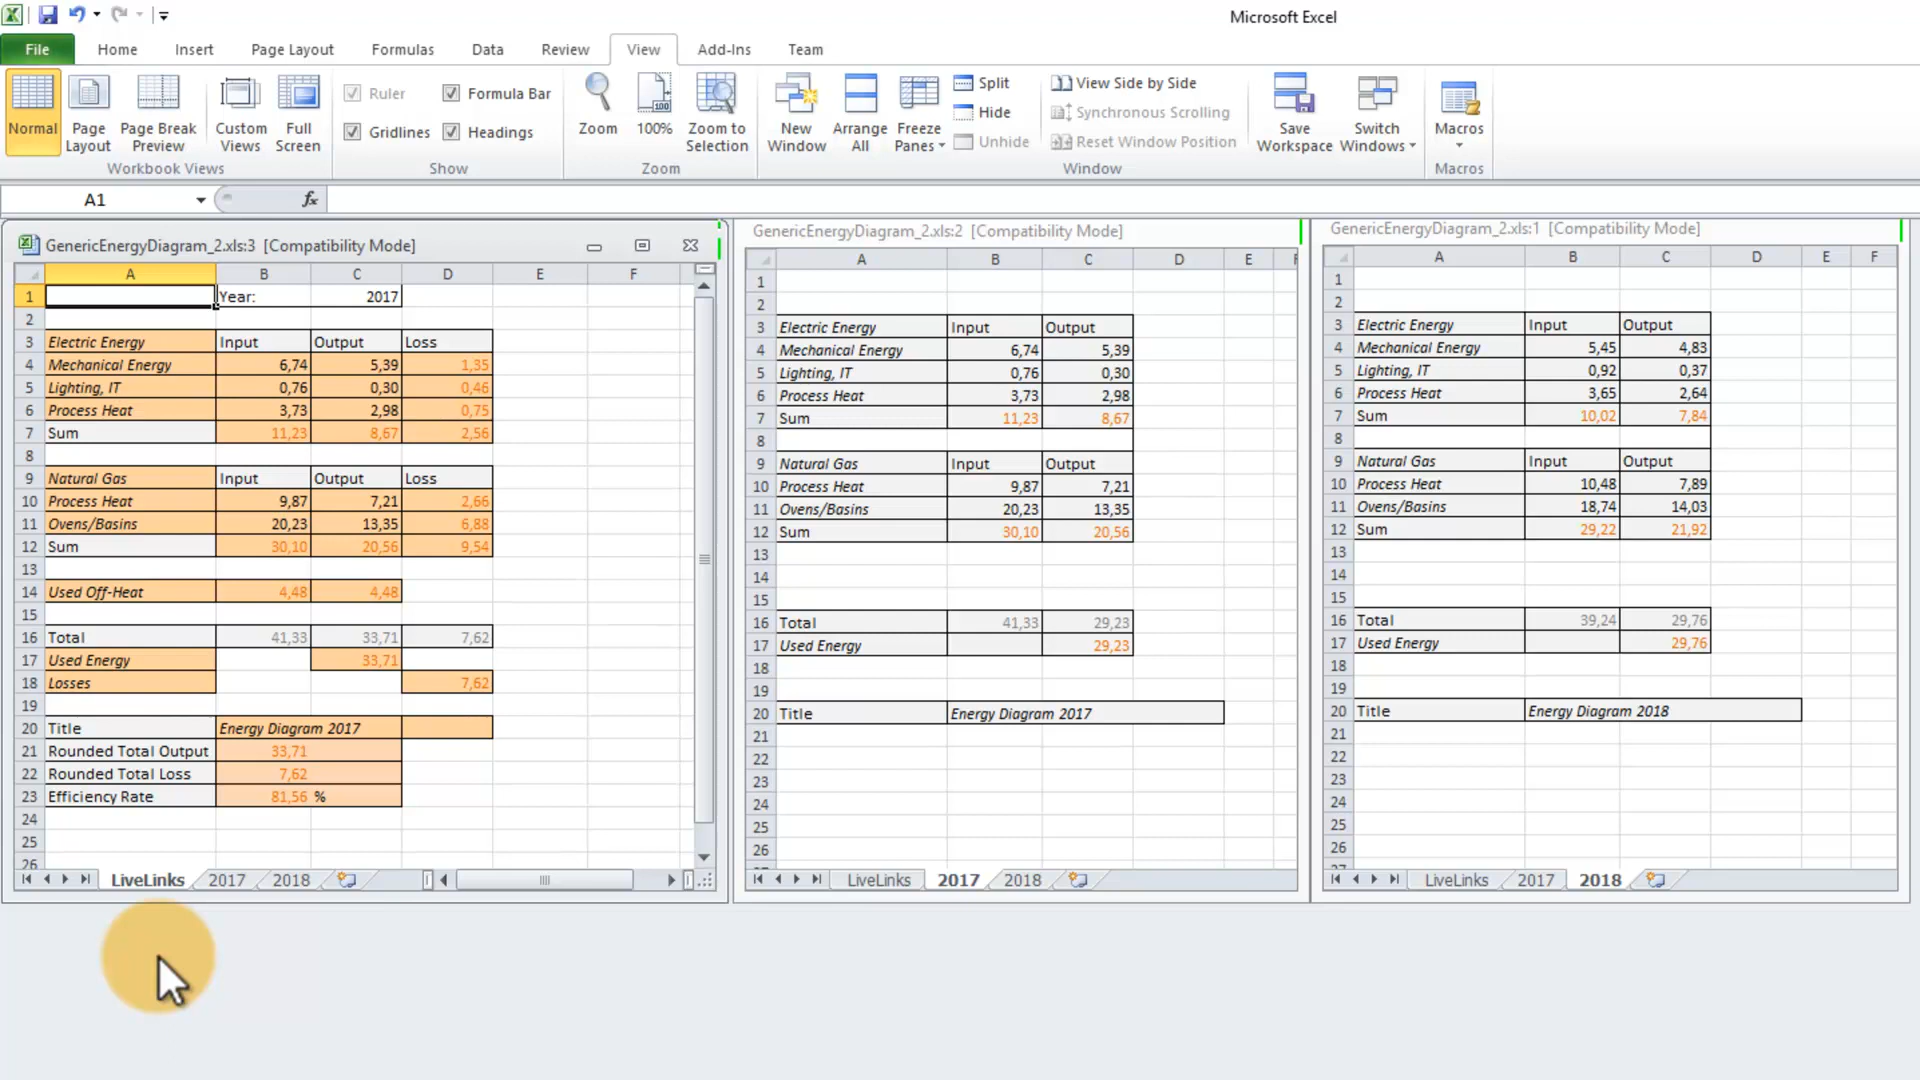 Microsoft Excel
File Home Insert Page Layout Formulas Data Review View Add-Ins Team
Normal
Page Layout
Page Break Preview
Custom Views
Full Screen
Workbook Views
Ruler
Formula Bar
Gridlines
Headings
Show
Zoom
100%
Zoom to Selection
Zoom
New Window
Arrange All
Freeze Panes
Split
Hide
Unhide
View Side by Side
Synchronous Scrolling
Reset Window Position
Window
Save Workspace
Switch Windows
Macros
Macros
A1 fx
GenericEnergyDiagram_2.xls:3 [Compatibility Mode]
A B C D E F
1 Year: 2017
2
3 Electric Energy Input Output Loss
4 Mechanical Energy 6,74 5,39 1,35
5 Lighting, IT 0,76 0,30 0,46
6 Process Heat 3,73 2,98 0,75
7 Sum 11,23 8,67 2,56
8
9 Natural Gas Input Output Loss
10 Process Heat 9,87 7,21 2,66
11 Ovens/Basins 20,23 13,35 6,88
12 Sum 30,10 20,56 9,54
13
14 Used Off-Heat 4,48 4,48
15
16 Total 41,33 33,71 7,62
17 Used Energy 33,71
18 Losses 7,62
19
20 Title Energy Diagram 2017
21 Rounded Total Output 33,71
22 Rounded Total Loss 7,62
23 Efficiency Rate 81,56 %
24
25
26
LiveLinks 2017 2018
GenericEnergyDiagram_2.xls:2 [Compatibility Mode]
A B C D E F
1
2
3 Electric Energy Input Output
4 Mechanical Energy 6,74 5,39
5 Lighting, IT 0,76 0,30
6 Process Heat 3,73 2,98
7 Sum 11,23 8,67
8
9 Natural Gas Input Output
10 Process Heat 9,87 7,21
11 Ovens/Basins 20,23 13,35
12 Sum 30,10 20,56
13
14
15
16 Total 41,33 29,23
17 Used Energy 29,23
18
19
20 Title Energy Diagram 2017
21
22
23
24
25
26
LiveLinks 2017 2018
GenericEnergyDiagram_2.xls:1 [Compatibility Mode]
A B C D E F
1
2
3 Electric Energy Input Output
4 Mechanical Energy 5,45 4,83
5 Lighting, IT 0,92 0,37
6 Process Heat 3,65 2,64
7 Sum 10,02 7,84
8
9 Natural Gas Input Output
10 Process Heat 10,48 7,89
11 Ovens/Basins 18,74 14,03
12 Sum 29,22 21,92
13
14
15
16 Total 39,24 29,76
17 Used Energy 29,76
18
19
20 Title Energy Diagram 2018
21
22
23
24
25
26
LiveLinks 2017 2018